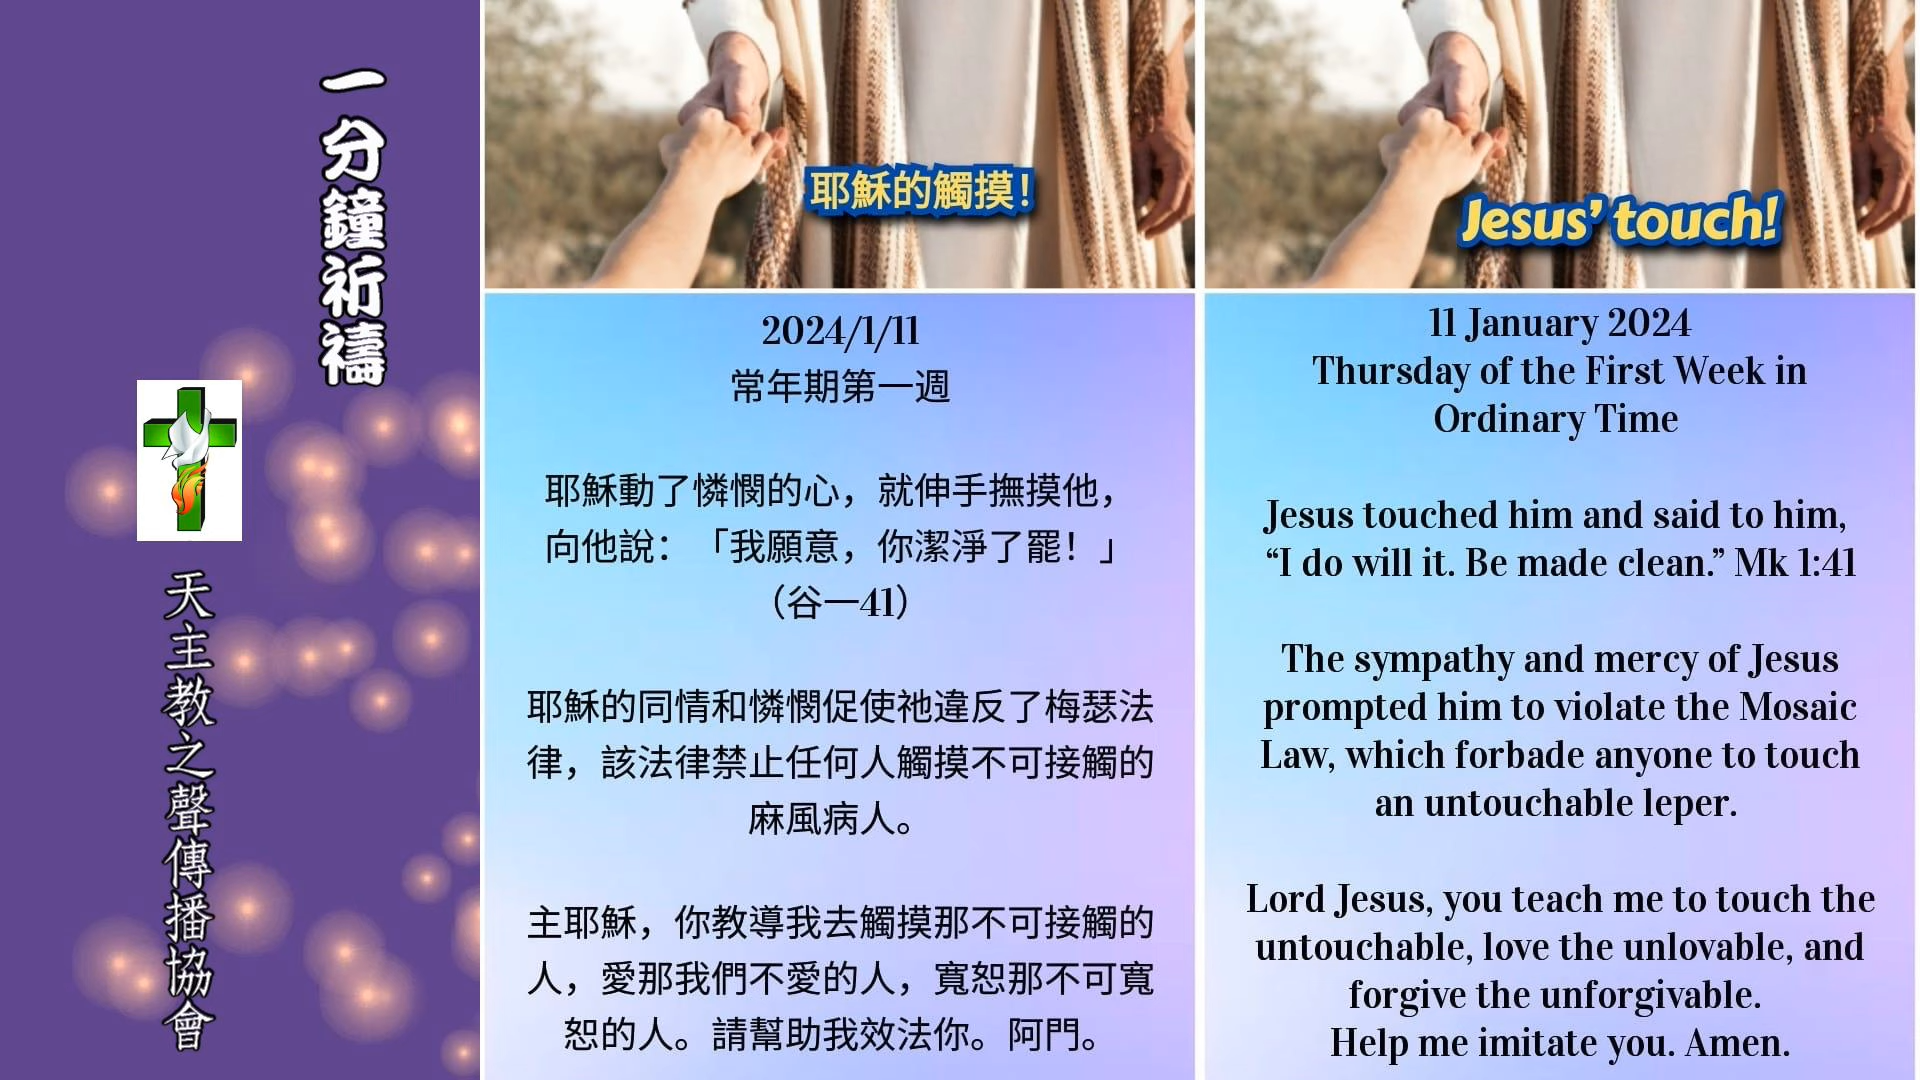 一分鐘祈禱
天主教之聲傳播協會
耶穌的觸摸！
2024/1/11
常年期第一週
耶穌動了憐憫的心，就伸手撫摸他，
向他說：「我願意，你潔淨了罷！」
（谷一41）
耶穌的同情和憐憫促使祂違反了梅瑟法
律，該法律禁止任何人觸摸不可接觸的
麻風病人。
主耶穌，你教導我去觸摸那不可接觸的
人，愛那我們不愛的人，寬恕那不可寬
恕的人。請幫助我效法你。阿門。
Jesus’ touch!
11 January 2024
Thursday of the First Week in
Ordinary Time
Jesus touched him and said to him,
“I do will it. Be made clean.” Mk 1:41
The sympathy and mercy of Jesus
prompted him to violate the Mosaic
Law, which forbade anyone to touch
an untouchable leper.
Lord Jesus, you teach me to touch the
untouchable, love the unlovable, and
forgive the unforgivable.
Help me imitate you. Amen.